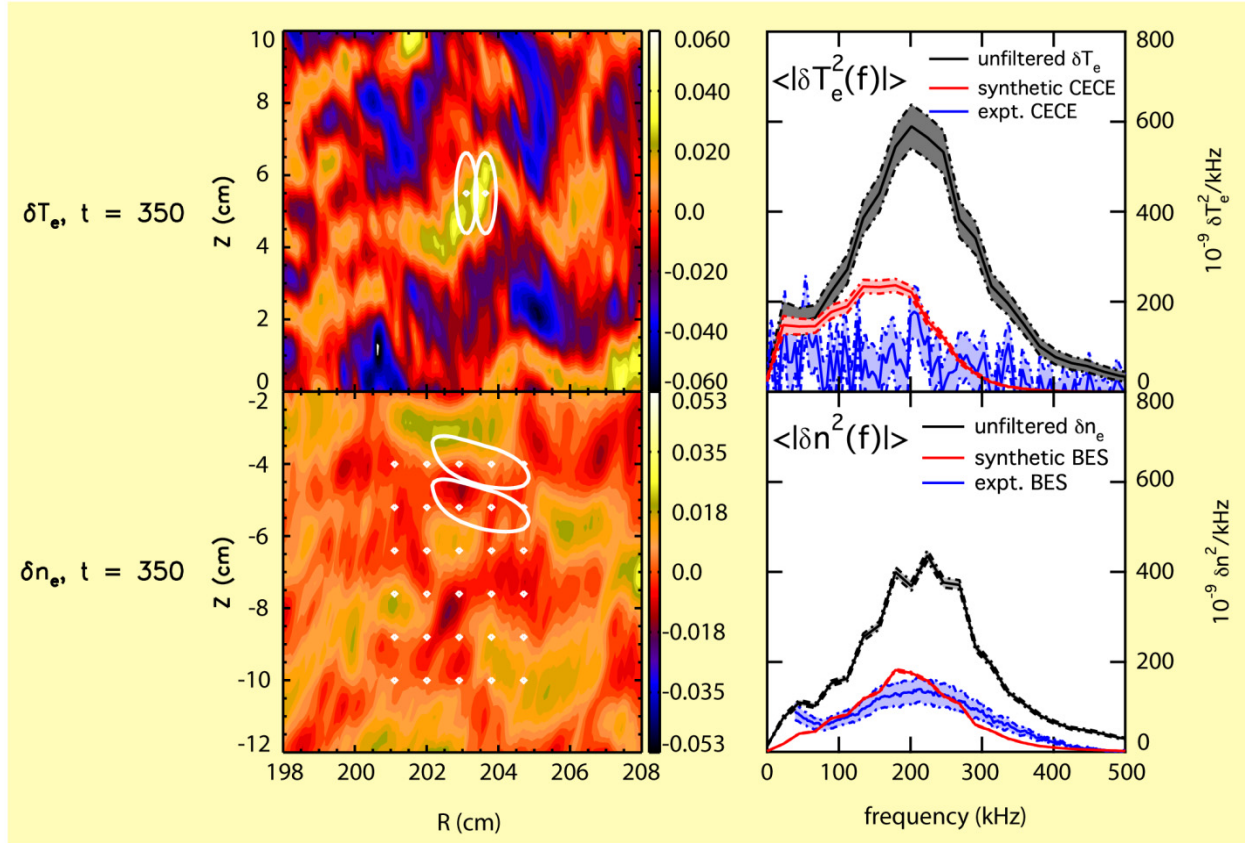 δTe, t = 350
Z (cm)
10
8
6
4
2
0
0.060
0.040
0.020
0.0
-0.020
-0.040
-0.060
<|δTe²(f)|>
unfiltered δTe
synthetic CECE
expt. CECE
800
600
400
200
0
10⁻⁹ δTe²/kHz
δne, t = 350
Z (cm)
-2
-4
-6
-8
-10
-12
0.053
0.035
0.018
0.0
-0.018
-0.035
-0.053
198 200 202 204 206 208
R (cm)
<|δn²(f)|>
unfiltered δne
synthetic BES
expt. BES
800
600
400
200
0
10⁻⁹ δn²/kHz
0 100 200 300 400 500
frequency (kHz)